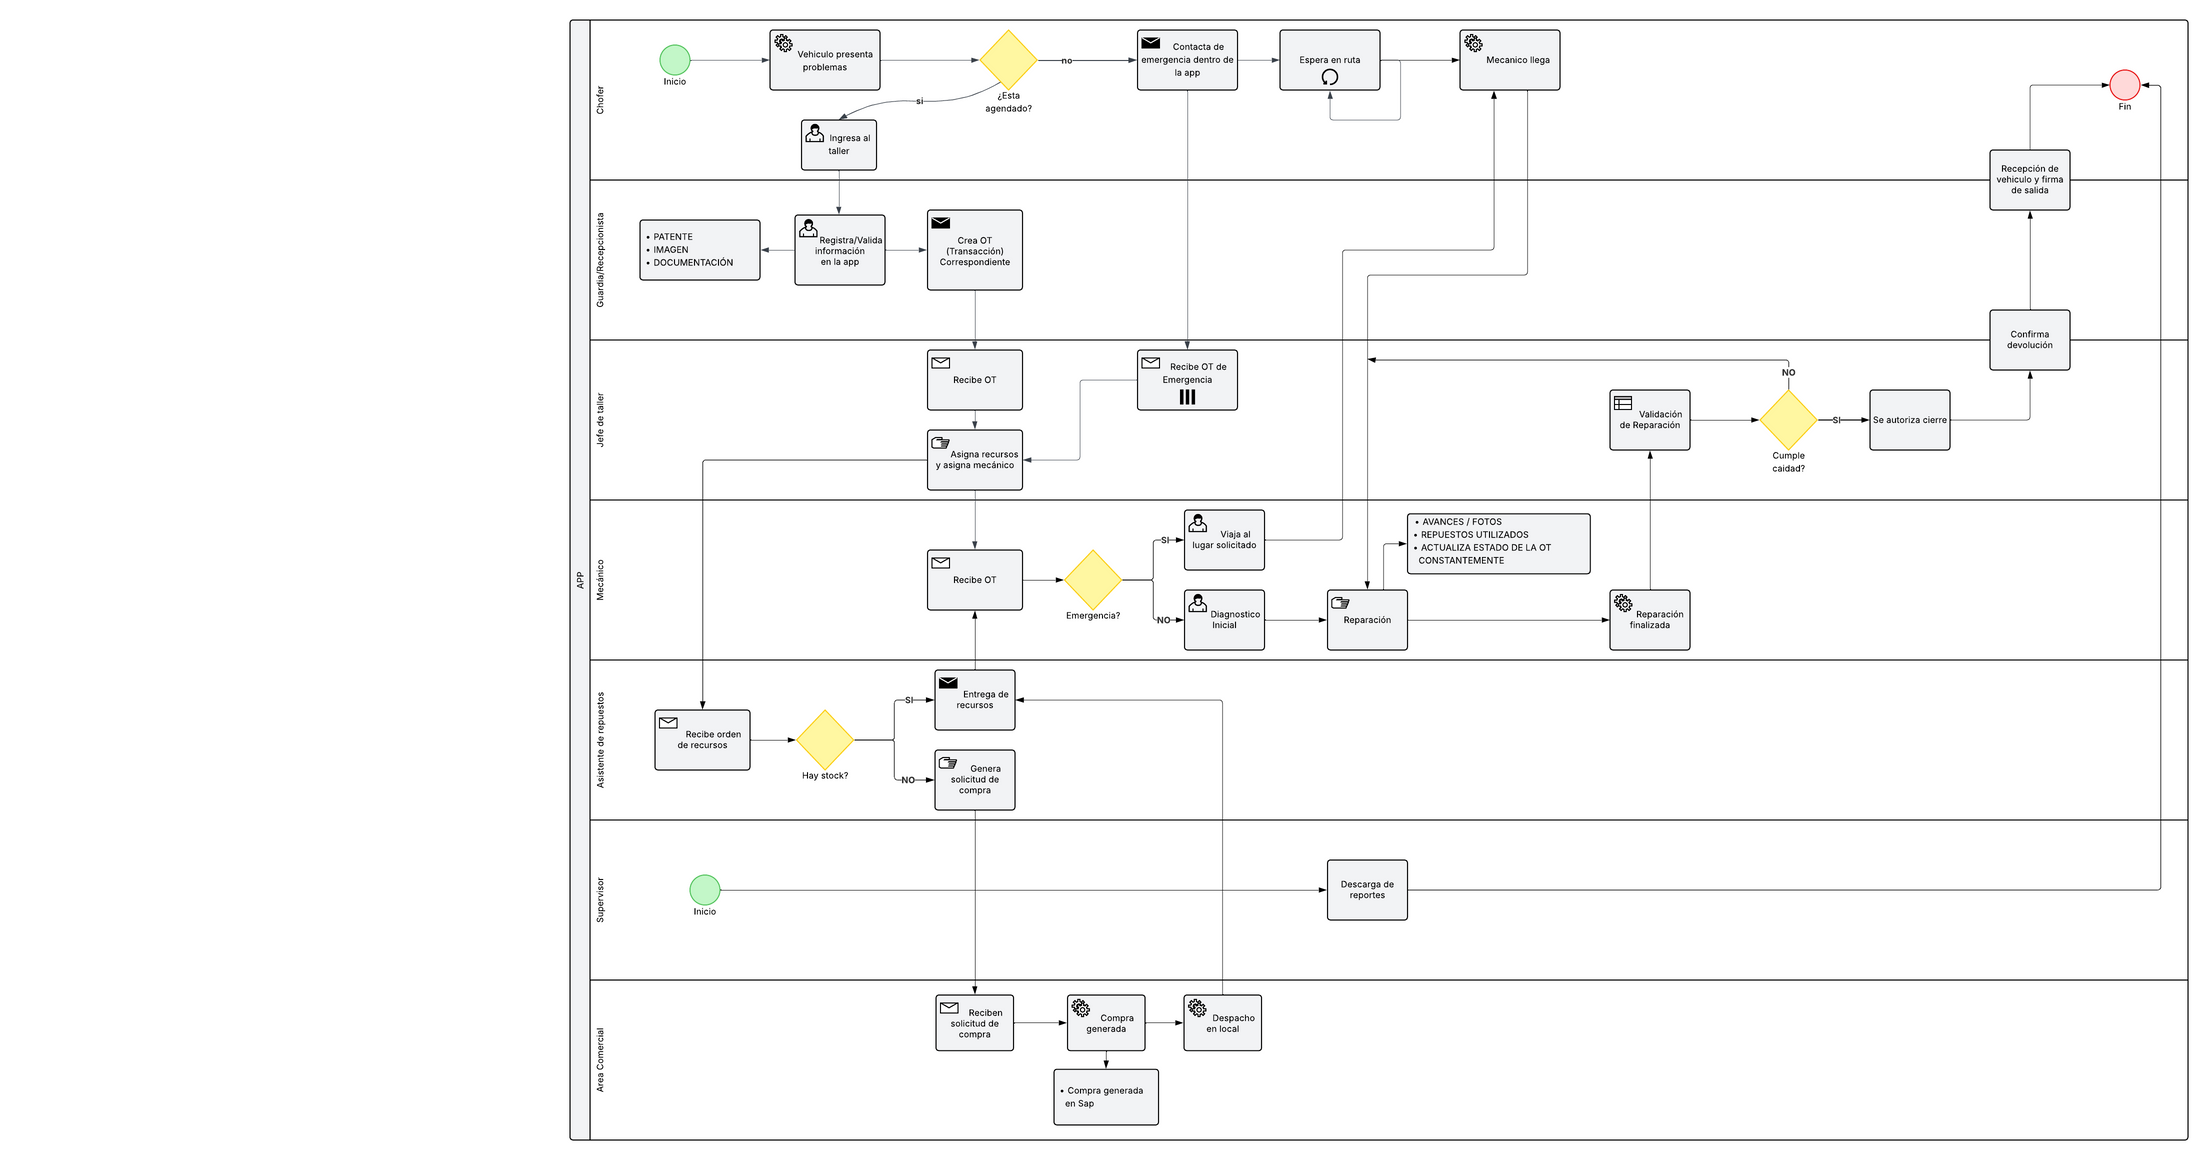 APP
Chofer
Inicio
Vehiculo presenta
problemas
¿Esta
agendado?
no
si
Contacta de
emergencia dentro de
la app
Espera en ruta
Mecanico llega
Fin
Ingresa al
taller
Recepción de
vehiculo y firma
de salida
Guardia/Recepcionista
• PATENTE
• IMAGEN
• DOCUMENTACIÓN
Registra/Valida
información
en la app
Crea OT
(Transacción)
Correspondiente
Confirma
devolución
Jefe de taller
Recibe OT
Recibe OT de
Emergencia
Asigna recursos
y asigna mecánico
Validación
de Reparación
NO
Cumple
caidad?
SI
Se autoriza cierre
Mecánico
Recibe OT
Emergencia?
SI
Viaja al
lugar solicitado
NO
Diagnostico
Inicial
• AVANCES / FOTOS
• REPUESTOS UTILIZADOS
• ACTUALIZA ESTADO DE LA OT
CONSTANTEMENTE
Reparación
Reparación
finalizada
Asistente de repuestos
Recibe orden
de recursos
Hay stock?
SI
Entrega de
recursos
NO
Genera
solicitud de
compra
Supervisor
Inicio
Descarga de
reportes
Area Comercial
Reciben
solicitud de
compra
Compra
generada
Despacho
en local
• Compra generada
en Sap